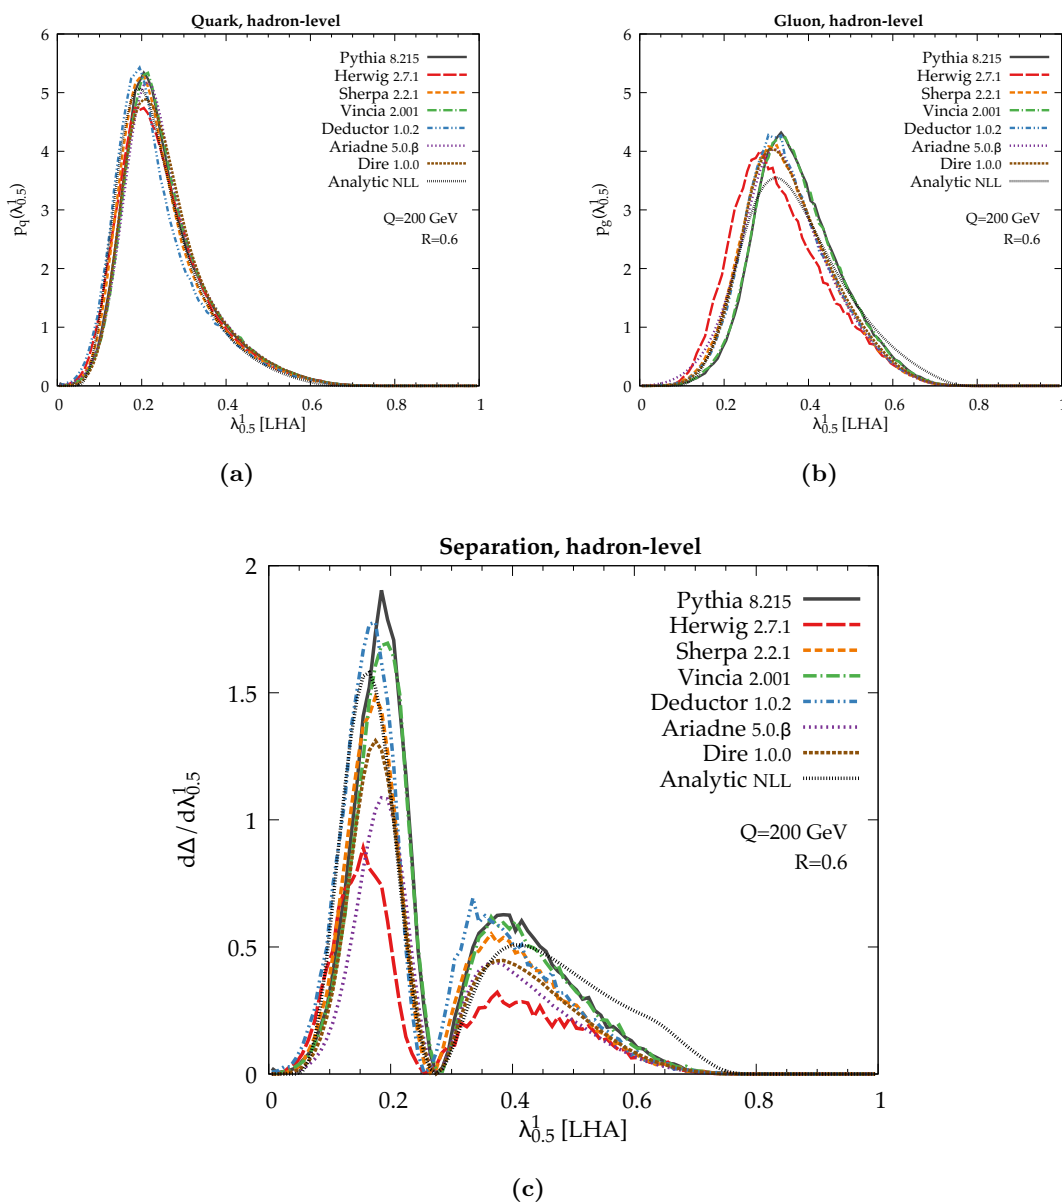 Quark, hadron-level
6
5
4
3
2
1
0
0 0.2 0.4 0.6 0.8 1
p_q(λ^1_0.5)
λ^1_0.5 [LHA]
Pythia 8.215
Herwig 2.7.1
Sherpa 2.2.1
Vincia 2.001
Deductor 1.0.2
Ariadne 5.0.β
Dire 1.0.0
Analytic NLL
Q=200 GeV
R=0.6
(a)
Gluon, hadron-level
6
5
4
3
2
1
0
0 0.2 0.4 0.6 0.8 1
p_g(λ^1_0.5)
λ^1_0.5 [LHA]
Pythia 8.215
Herwig 2.7.1
Sherpa 2.2.1
Vincia 2.001
Deductor 1.0.2
Ariadne 5.0.β
Dire 1.0.0
Analytic NLL
Q=200 GeV
R=0.6
(b)
Separation, hadron-level
2
1.5
1
0.5
0
0 0.2 0.4 0.6 0.8 1
dΔ/dλ^1_0.5
λ^1_0.5 [LHA]
Pythia 8.215
Herwig 2.7.1
Sherpa 2.2.1
Vincia 2.001
Deductor 1.0.2
Ariadne 5.0.β
Dire 1.0.0
Analytic NLL
Q=200 GeV
R=0.6
(c)